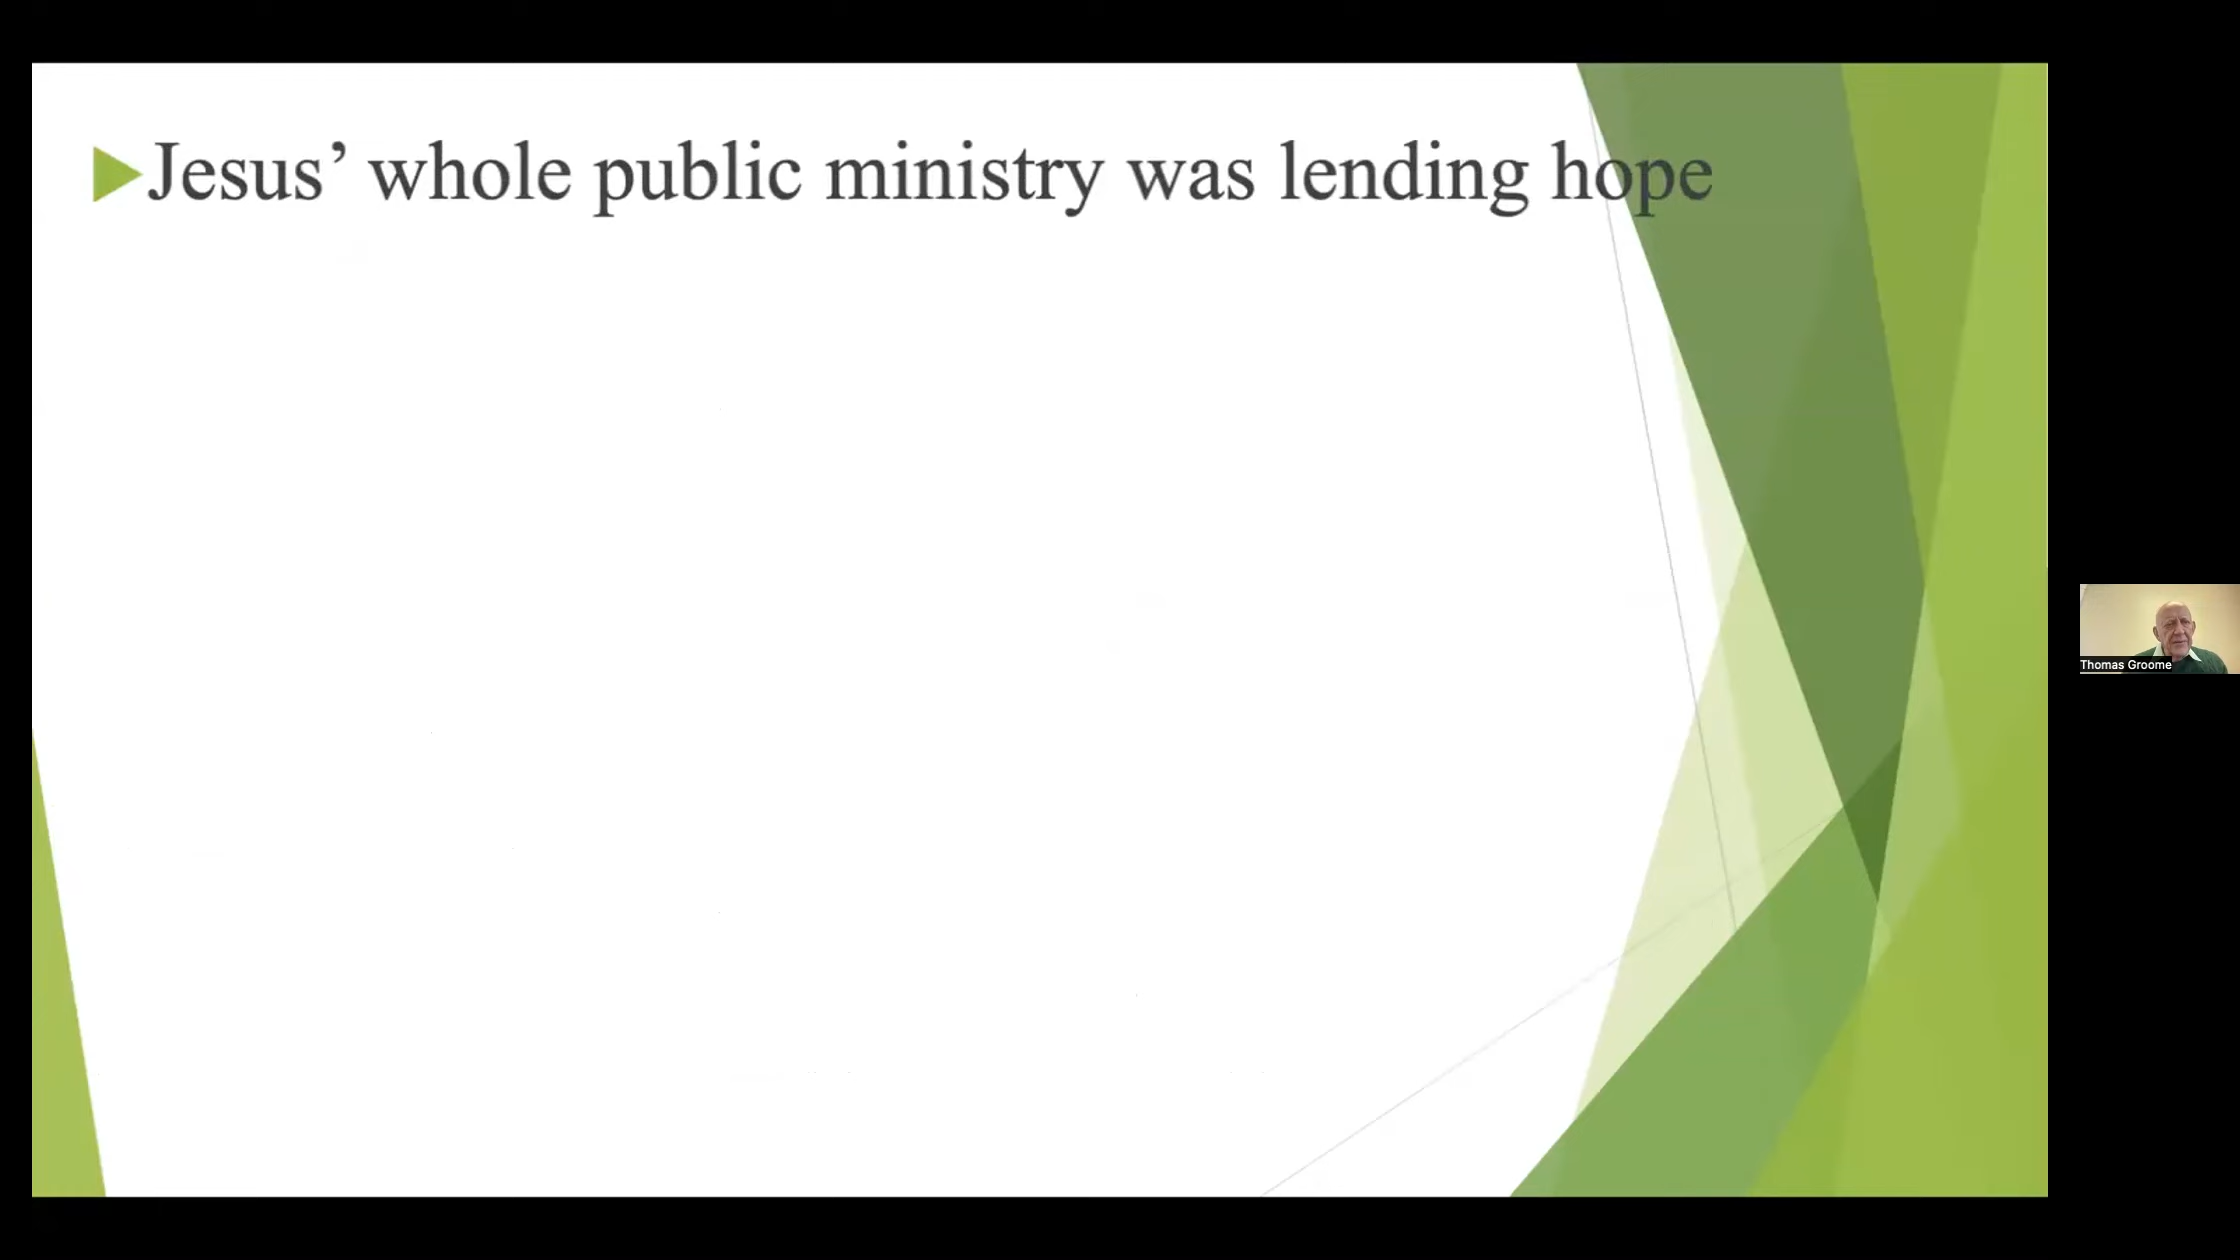 Jesus’ whole public ministry was lending hope
Thomas Groome